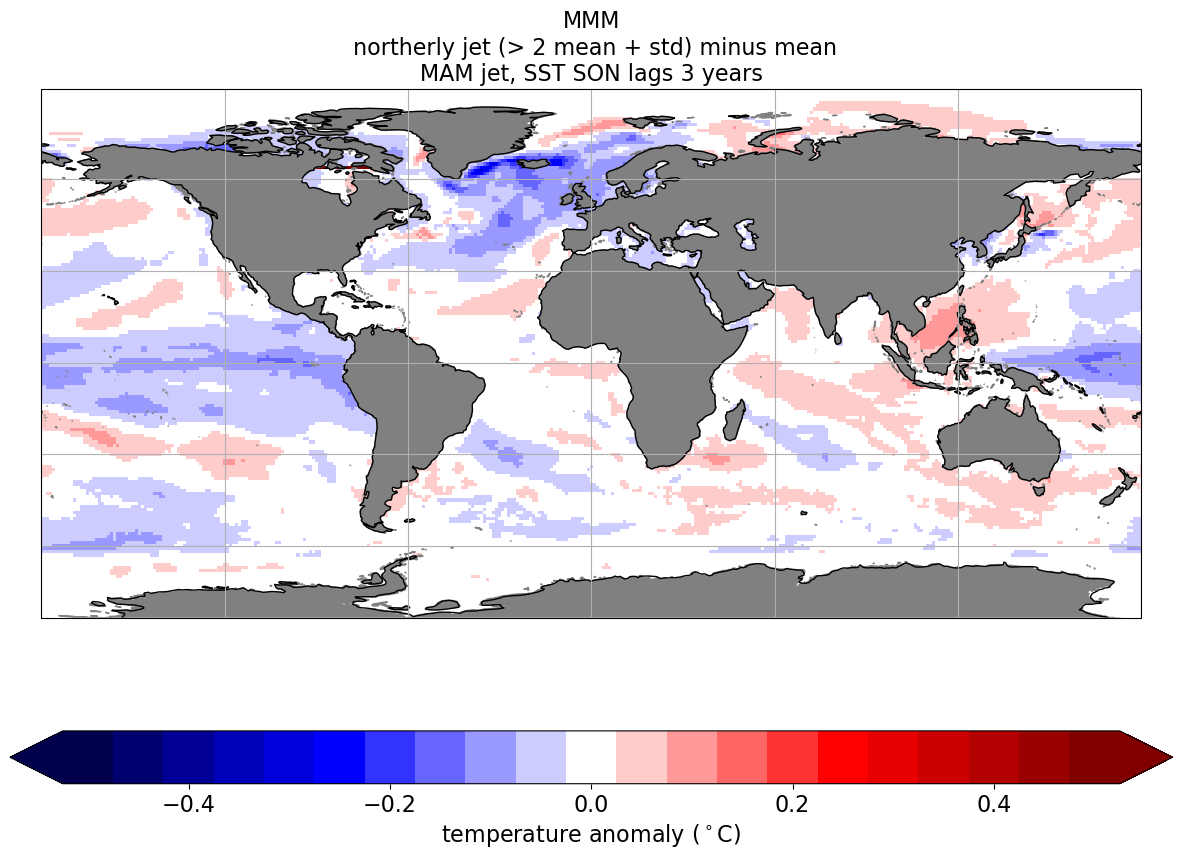 MMM
northerly jet (> 2 mean + std) minus mean
MAM jet, SST SON lags 3 years
−0.4 −0.2 0.0 0.2 0.4
temperature anomaly (°C)